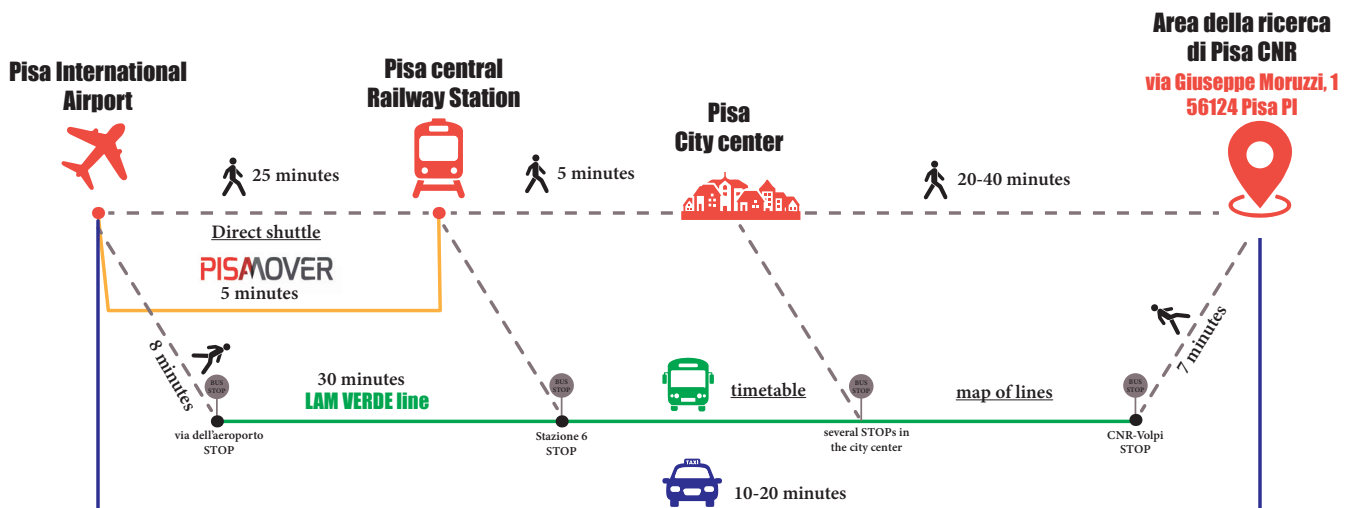 Pisa International
Airport
Pisa central
Railway Station
Pisa
City center
Area della ricerca
di Pisa CNR
via Giuseppe Moruzzi, 1
56124 Pisa PI
25 minutes
5 minutes
20-40 minutes
Direct shuttle
PISAMOVER
5 minutes
8 minutes
7 minutes
BUS
STOP
BUS
STOP
BUS
STOP
BUS
STOP
30 minutes
LAM VERDE line
timetable
map of lines
via dell'aeroporto
STOP
Stazione 6
STOP
several STOPs in
the city center
CNR-Volpi
STOP
TAXI
10-20 minutes